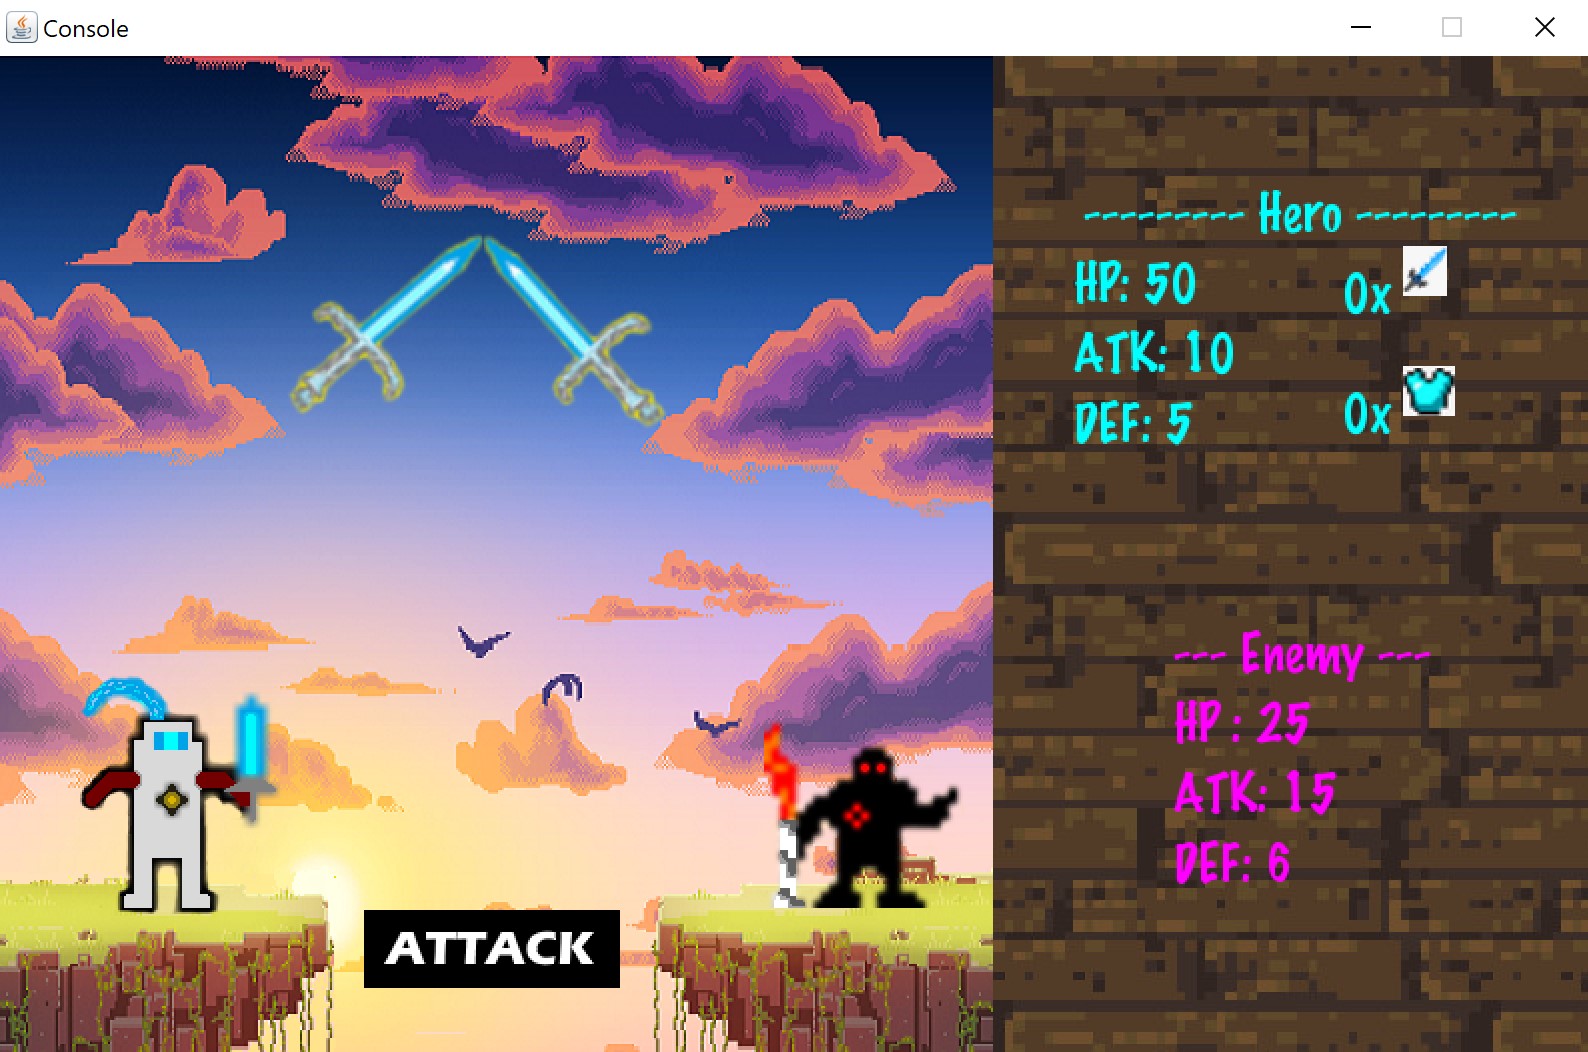 Console
--------- Hero ---------
HP: 50
0x
ATK: 10
DEF: 5
0x
--- Enemy ---
HP : 25
ATK: 15
DEF: 6
ATTACK